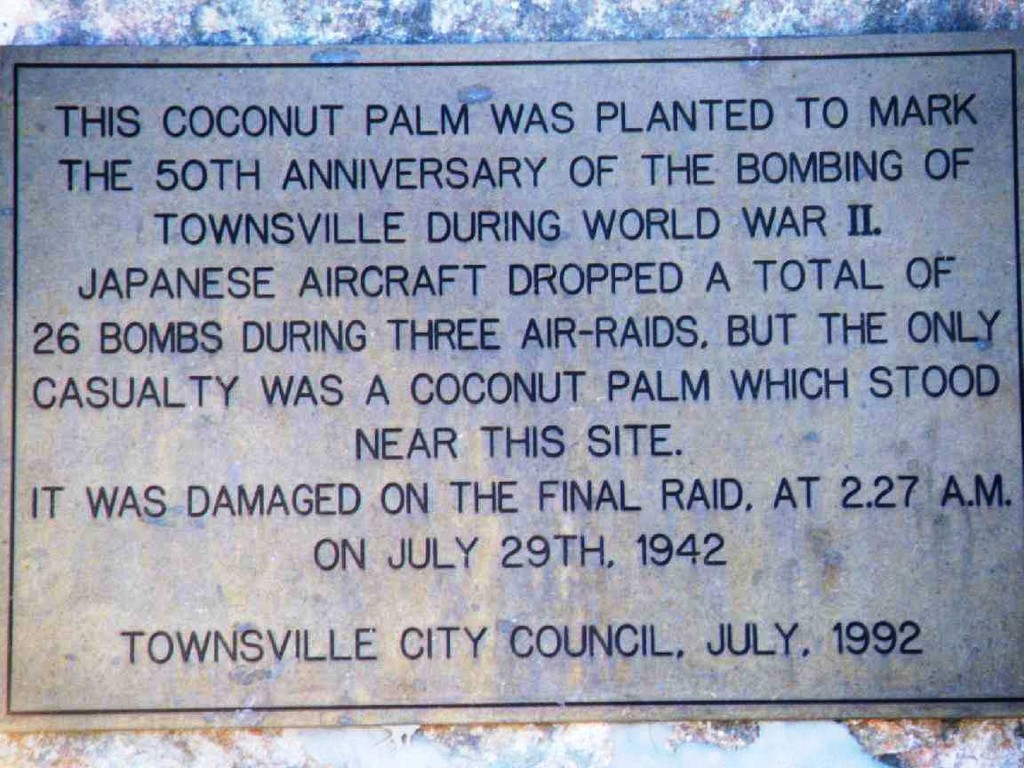 THIS COCONUT PALM WAS PLANTED TO MARK
THE 50TH ANNIVERSARY OF THE BOMBING OF
TOWNSVILLE DURING WORLD WAR II.
JAPANESE AIRCRAFT DROPPED A TOTAL OF
26 BOMBS DURING THREE AIR-RAIDS, BUT THE ONLY
CASUALTY WAS A COCONUT PALM WHICH STOOD
NEAR THIS SITE.
IT WAS DAMAGED ON THE FINAL RAID, AT 2.27 A.M.
ON JULY 29TH, 1942
TOWNSVILLE CITY COUNCIL, JULY, 1992